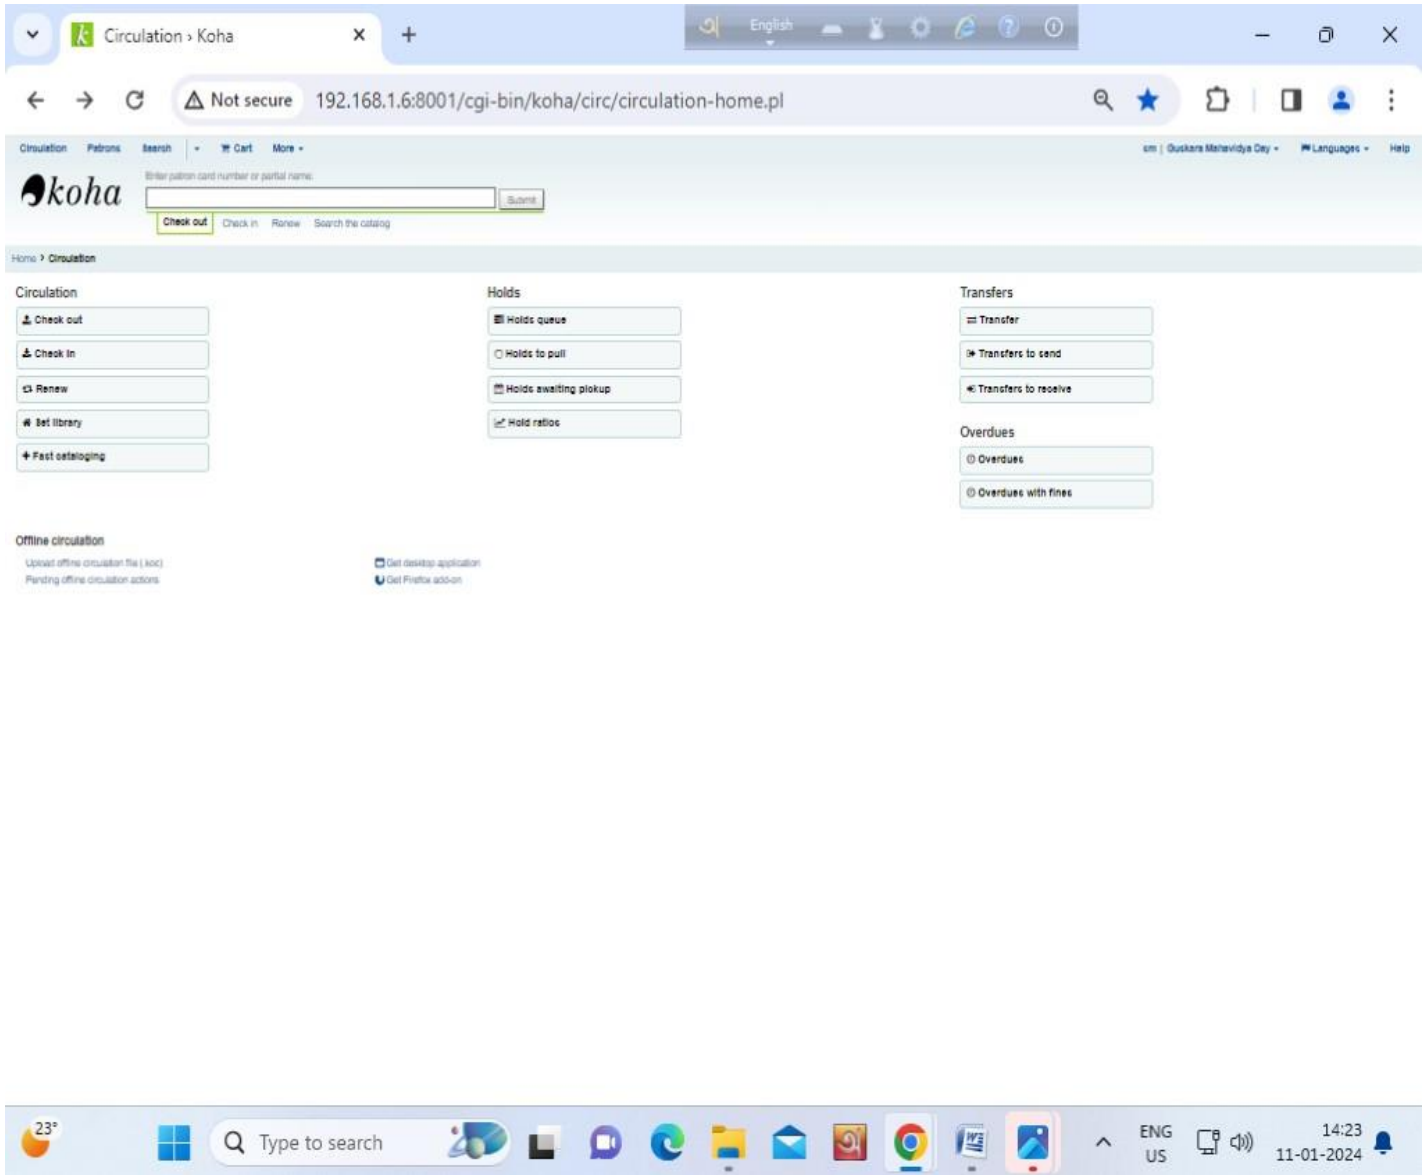 Circulation › Koha
অ English
Not secure 192.168.1.6:8001/cgi-bin/koha/circ/circulation-home.pl
Circulation Patrons Search Cart More sm | Guskara Mahavidya Day Languages Help
koha
Enter patron card number or partial name:
Submit
Check out Check in Renew Search the catalog
Home › Circulation
Circulation Holds Transfers
Check out Holds queue Transfer
Check in Holds to pull Transfers to send
Renew Holds awaiting pickup Transfers to receive
Set library Hold ratios
Overdues
Fast cataloging Overdues
Overdues with fines
Offline circulation
Upload offline circulation file (.koc) Get desktop application
Pending offline circulation actions Get Firefox add-on
23°
Type to search
অ
ENG
US
14:23
11-01-2024